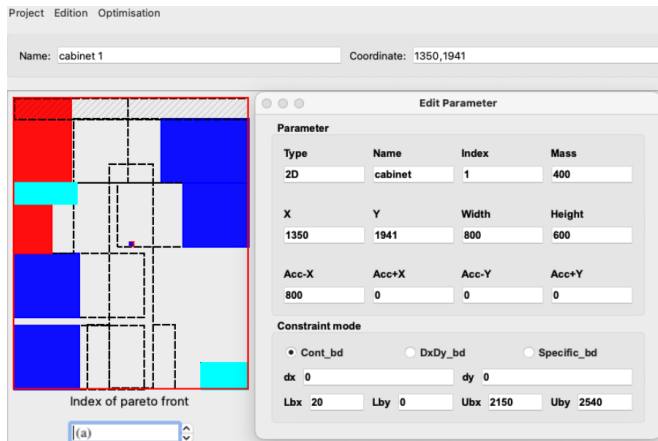 Project Edition Optimisation
Name: cabinet 1 Coordinate: 1350,1941
Edit Parameter
Parameter
Type Name Index Mass
2D cabinet 1 400
X Y Width Height
1350 1941 800 600
Acc-X Acc+X Acc-Y Acc+Y
800 0 0 0
Constraint mode
Cont_bd DxDy_bd Specific_bd
dx 0 dy 0
Lbx 20 Lby 0 Ubx 2150 Uby 2540
Index of pareto front
(a)